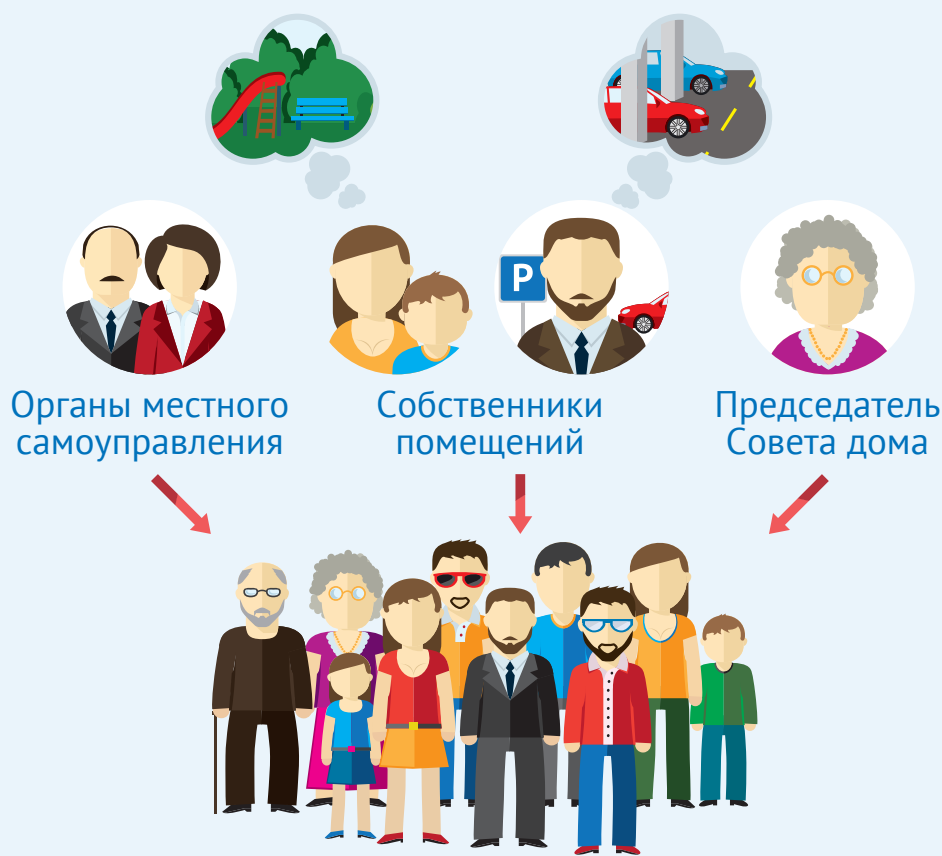 P
Органы местного
самоуправления
Собственники
помещений
Председатель
Совета дома